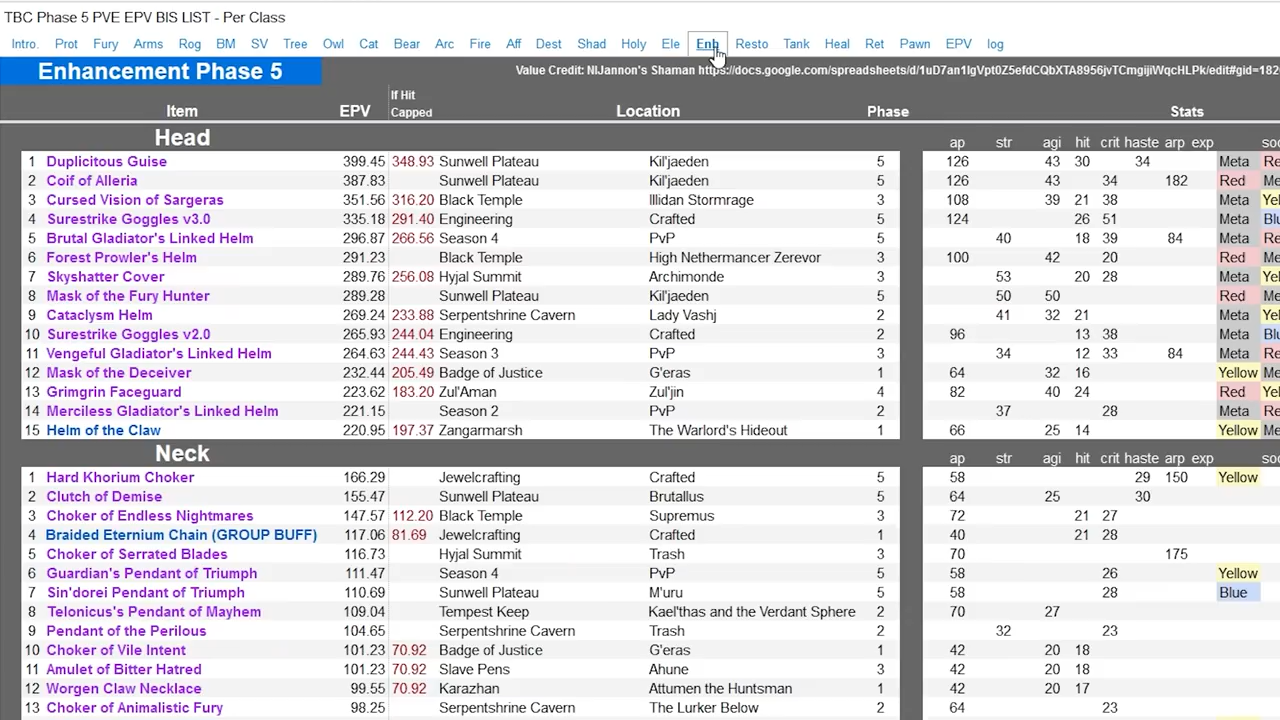 TBC Phase 5 PVE EPV BIS LIST - Per Class
Intro. Prot Fury Arms Rog BM SV Tree Owl Cat Bear Arc Fire Aff Dest Shad Holy Ele Enh Resto Tank Heal Ret Pawn EPV log
Enhancement Phase 5 Value Credit: NIJannon's Shaman
If Hit
Item EPV Capped Location Phase Stats
Head ap str agi hit crit haste arp exp
1 Duplicitous Guise 399.45 348.93 Sunwell Plateau Kil'jaeden 5 126 43 30 34 Meta
2 Coif of Alleria 387.83 Sunwell Plateau Kil'jaeden 5 126 43 34 182 Red
3 Cursed Vision of Sargeras 351.56 316.20 Black Temple Illidan Stormrage 3 108 39 21 38 Meta
4 Surestrike Goggles v3.0 335.18 291.40 Engineering Crafted 5 124 26 51 Meta
5 Brutal Gladiator's Linked Helm 296.87 266.56 Season 4 PvP 5 40 18 39 84 Meta
6 Forest Prowler's Helm 291.23 Black Temple High Nethermancer Zerevor 3 100 42 20 Red
7 Skyshatter Cover 289.76 256.08 Hyjal Summit Archimonde 3 53 20 28 Meta
8 Mask of the Fury Hunter 289.28 Sunwell Plateau Kil'jaeden 5 50 50 Red
9 Cataclysm Helm 269.24 233.88 Serpentshrine Cavern Lady Vashj 2 41 32 21 Meta
10 Surestrike Goggles v2.0 265.93 244.04 Engineering Crafted 2 96 13 38 Meta
11 Vengeful Gladiator's Linked Helm 264.63 244.43 Season 3 PvP 3 34 12 33 84 Meta
12 Mask of the Deceiver 232.44 205.49 Badge of Justice G'eras 1 64 32 16 Yellow
13 Grimgrin Faceguard 223.62 183.20 Zul'Aman Zul'jin 4 82 40 24 Red
14 Merciless Gladiator's Linked Helm 221.15 Season 2 PvP 2 37 28 Meta
15 Helm of the Claw 220.95 197.37 Zangarmarsh The Warlord's Hideout 1 66 25 14 Yellow
Neck ap str agi hit crit haste arp exp
1 Hard Khorium Choker 166.29 Jewelcrafting Crafted 5 58 29 150 Yellow
2 Clutch of Demise 155.47 Sunwell Plateau Brutallus 5 64 25 30
3 Choker of Endless Nightmares 147.57 112.20 Black Temple Supremus 3 72 21 27
4 Braided Eternium Chain (GROUP BUFF) 117.06 81.69 Jewelcrafting Crafted 1 40 21 28
5 Choker of Serrated Blades 116.73 Hyjal Summit Trash 3 70 175
6 Guardian's Pendant of Triumph 111.47 Season 4 PvP 5 58 26 Yellow
7 Sin'dorei Pendant of Triumph 110.69 Sunwell Plateau M'uru 5 58 28 Blue
8 Telonicus's Pendant of Mayhem 109.04 Tempest Keep Kael'thas and the Verdant Sphere 2 70 27
9 Pendant of the Perilous 104.65 Serpentshrine Cavern Trash 2 32 23
10 Choker of Vile Intent 101.23 70.92 Badge of Justice G'eras 1 42 20 18
11 Amulet of Bitter Hatred 101.23 70.92 Slave Pens Ahune 3 42 20 18
12 Worgen Claw Necklace 99.55 70.92 Karazhan Attumen the Huntsman 1 42 20 17
13 Choker of Animalistic Fury 98.25 Serpentshrine Cavern The Lurker Below 2 64 23